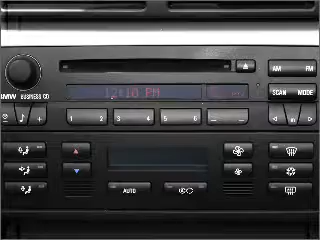 12:10 PM
AM FM
BMW BUSINESS CD
SCAN MODE
1 2 3 4 5 6
AUTO